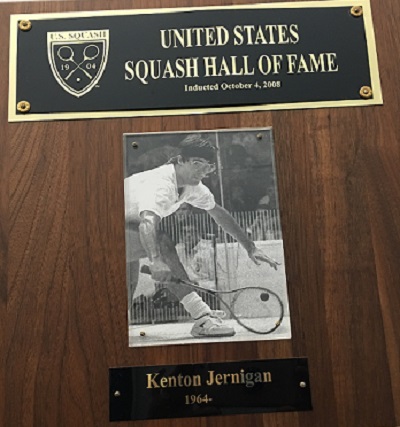 U.S. SQUASH
19 04
UNITED STATES
SQUASH HALL OF FAME
Inducted October 4, 2008
Kenton Jernigan
1964-